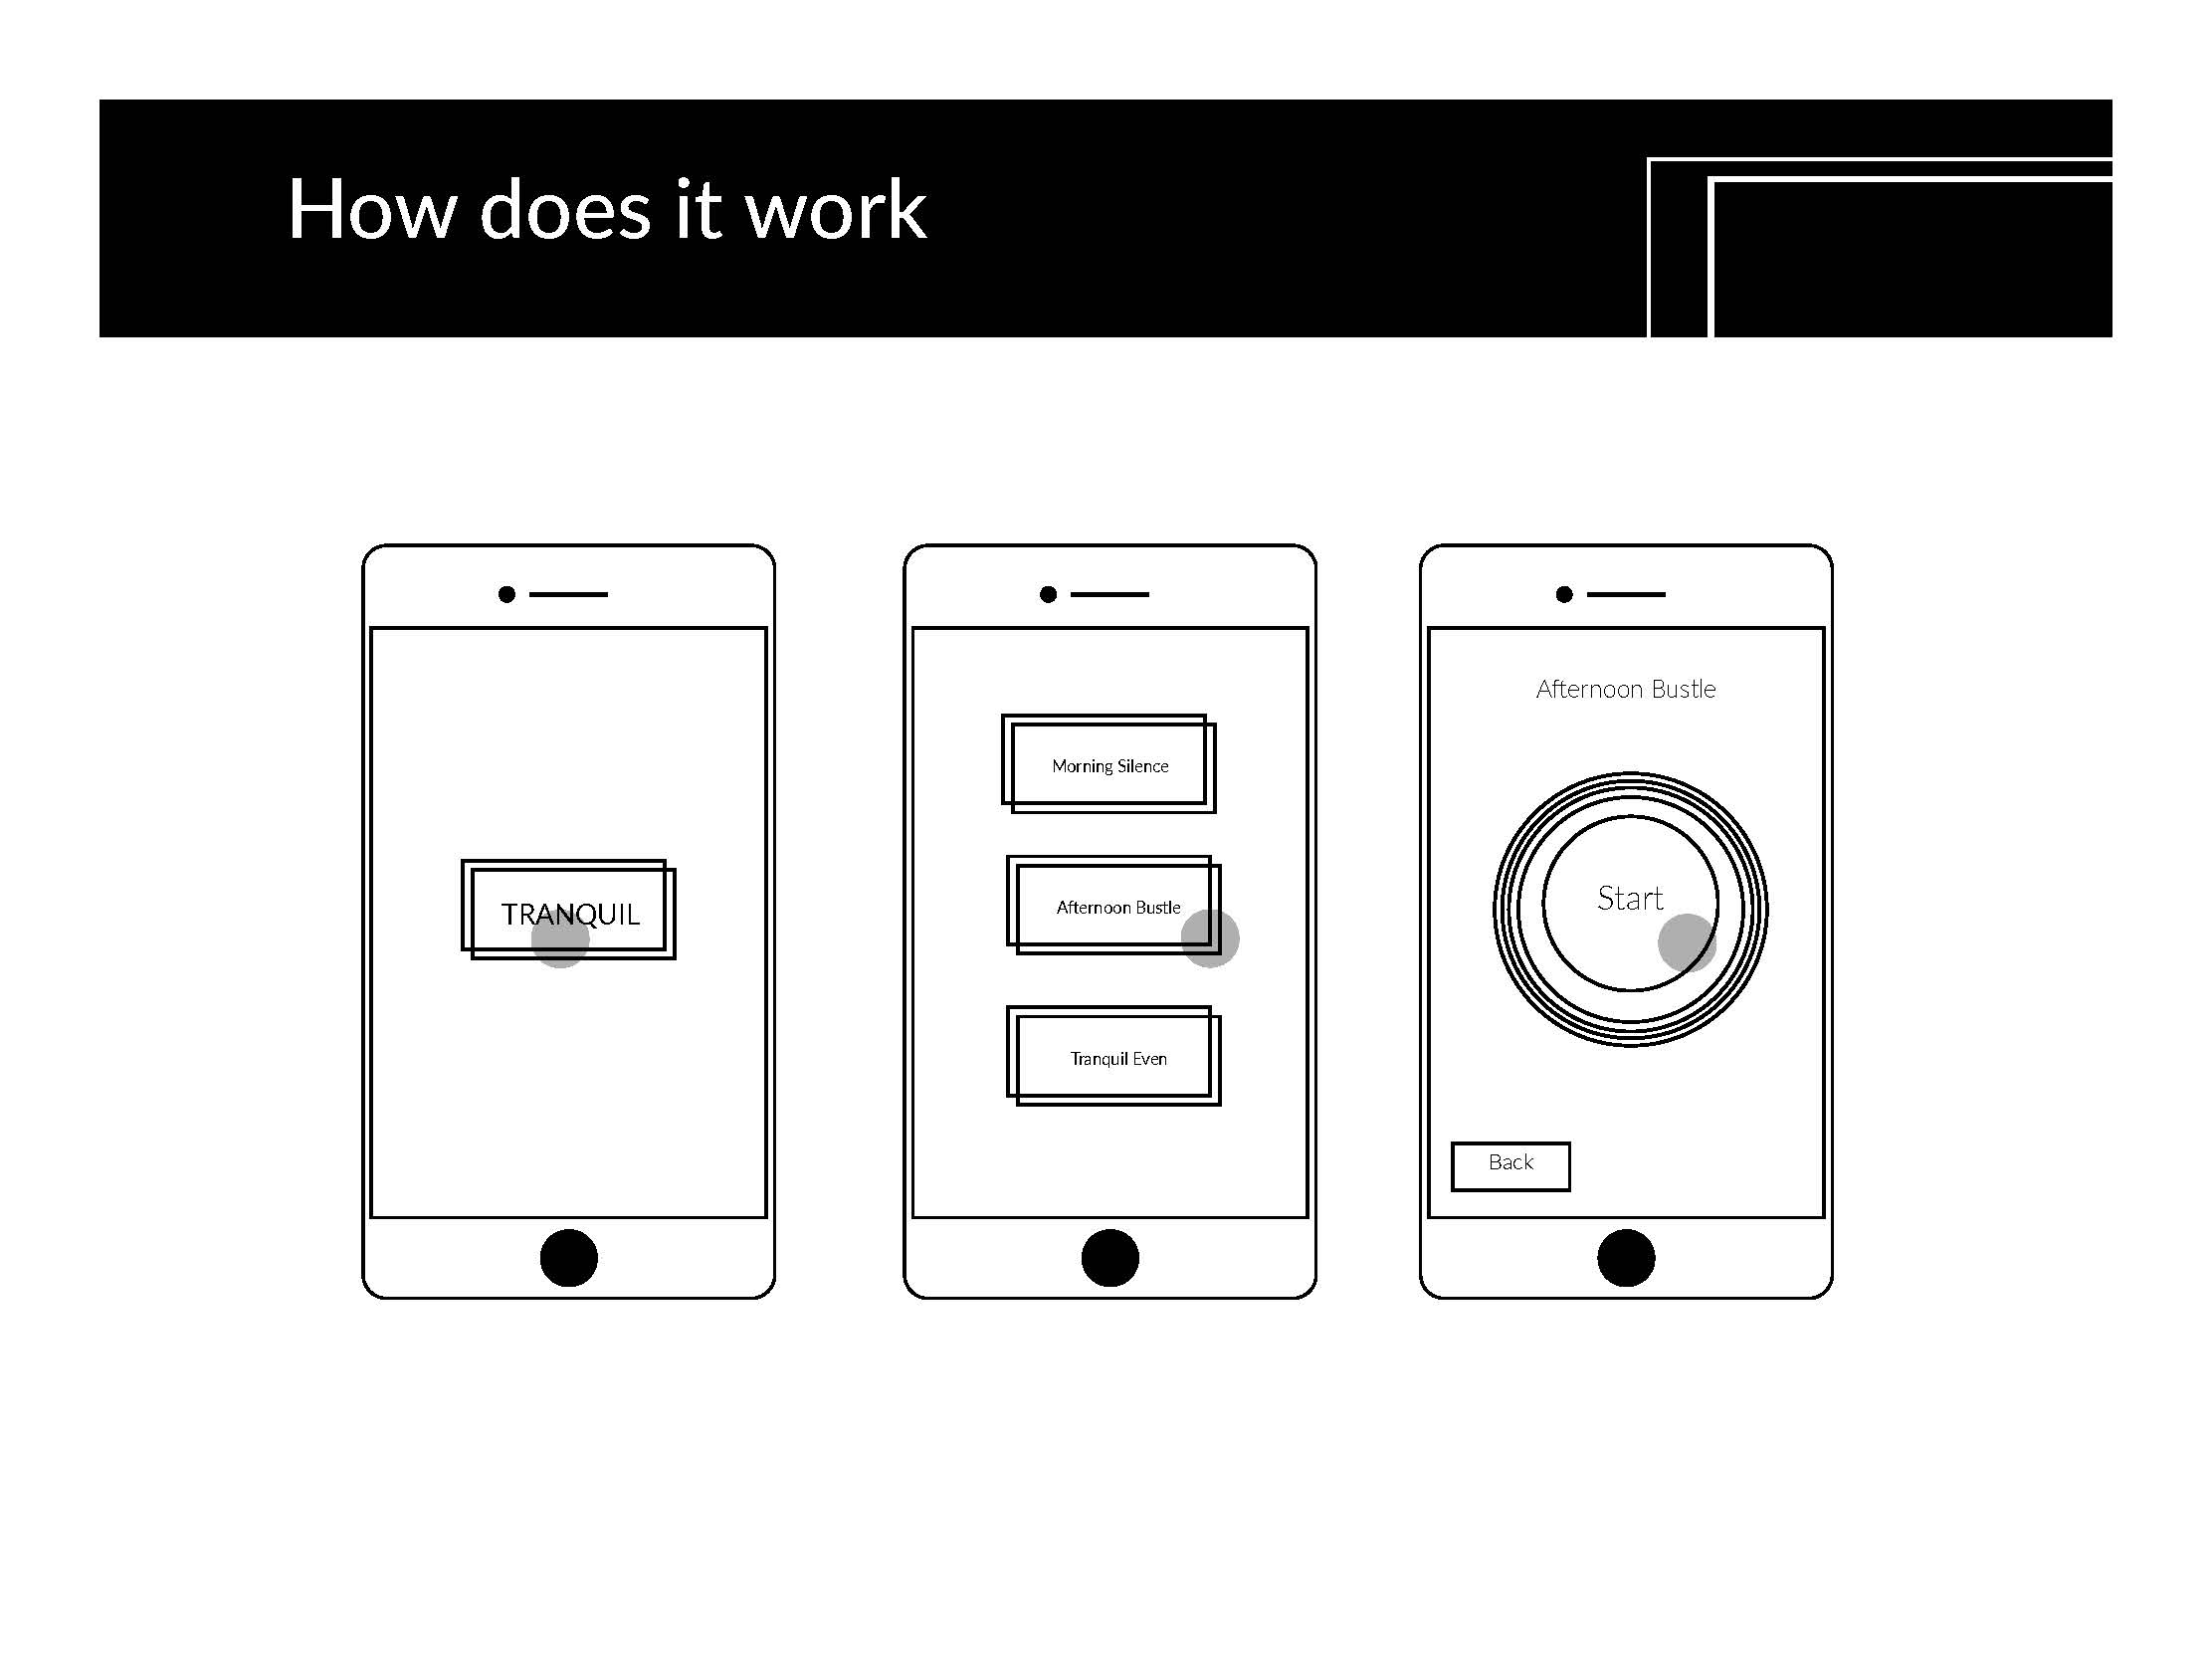 How does it work
TRANQUIL
Morning Silence
Afternoon Bustle
Tranquil Even
Afternoon Bustle
Start
Back